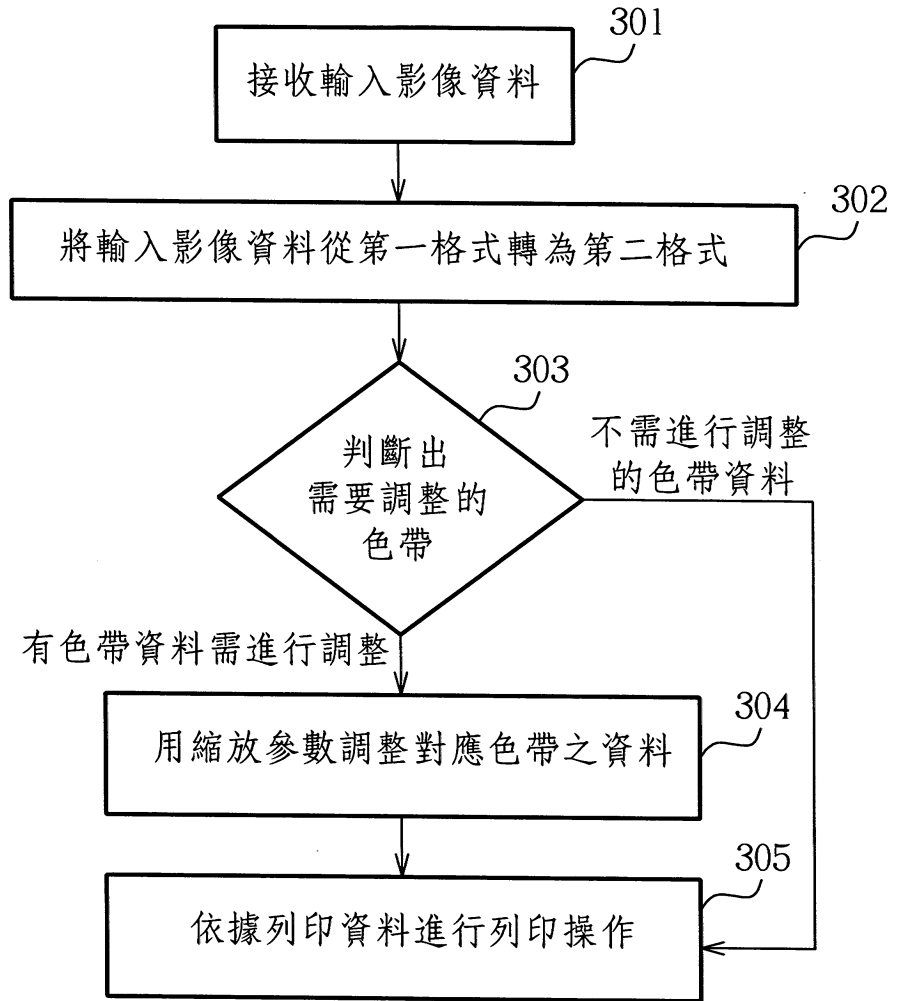 301
接收輸入影像資料
302
將輸入影像資料從第一格式轉為第二格式
303
判斷出
需要調整的
色帶
不需進行調整
的色帶資料
有色帶資料需進行調整
304
用縮放參數調整對應色帶之資料
305
依據列印資料進行列印操作